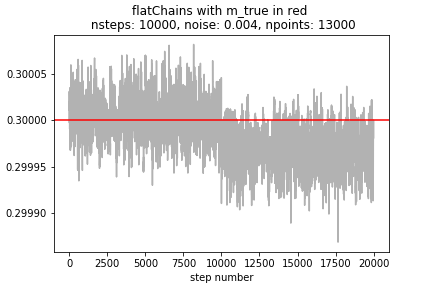 flatChains with m_true in red
nsteps: 10000, noise: 0.004, npoints: 13000
0.30005
0.30000
0.29995
0.29990
0 2500 5000 7500 10000 12500 15000 17500 20000
step number